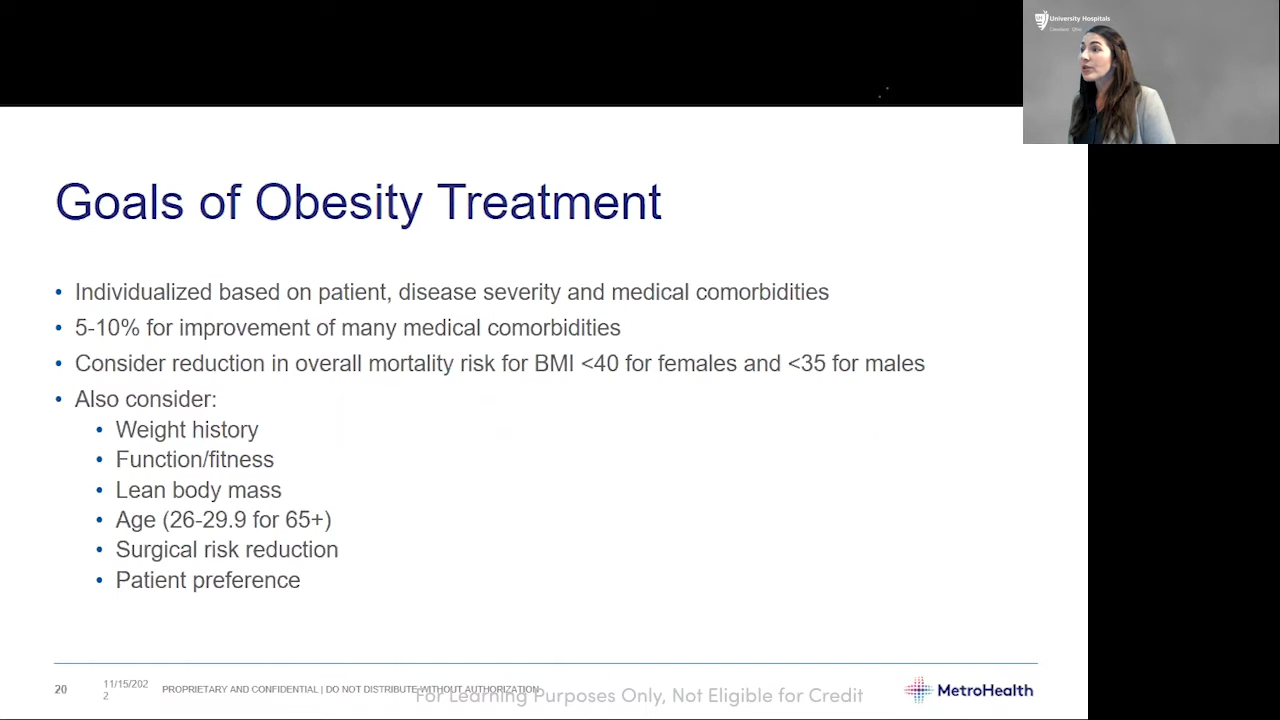 University Hospitals
Cleveland Ohio
Goals of Obesity Treatment
• Individualized based on patient, disease severity and medical comorbidities
• 5-10% for improvement of many medical comorbidities
• Consider reduction in overall mortality risk for BMI <40 for females and <35 for males
• Also consider:
• Weight history
• Function/fitness
• Lean body mass
• Age (26-29.9 for 65+)
• Surgical risk reduction
• Patient preference
20
11/15/202
2
PROPRIETARY AND CONFIDENTIAL | DO NOT DISTRIBUTE WITHOUT AUTHORIZATION
For Learning Purposes Only, Not Eligible for Credit
MetroHealth